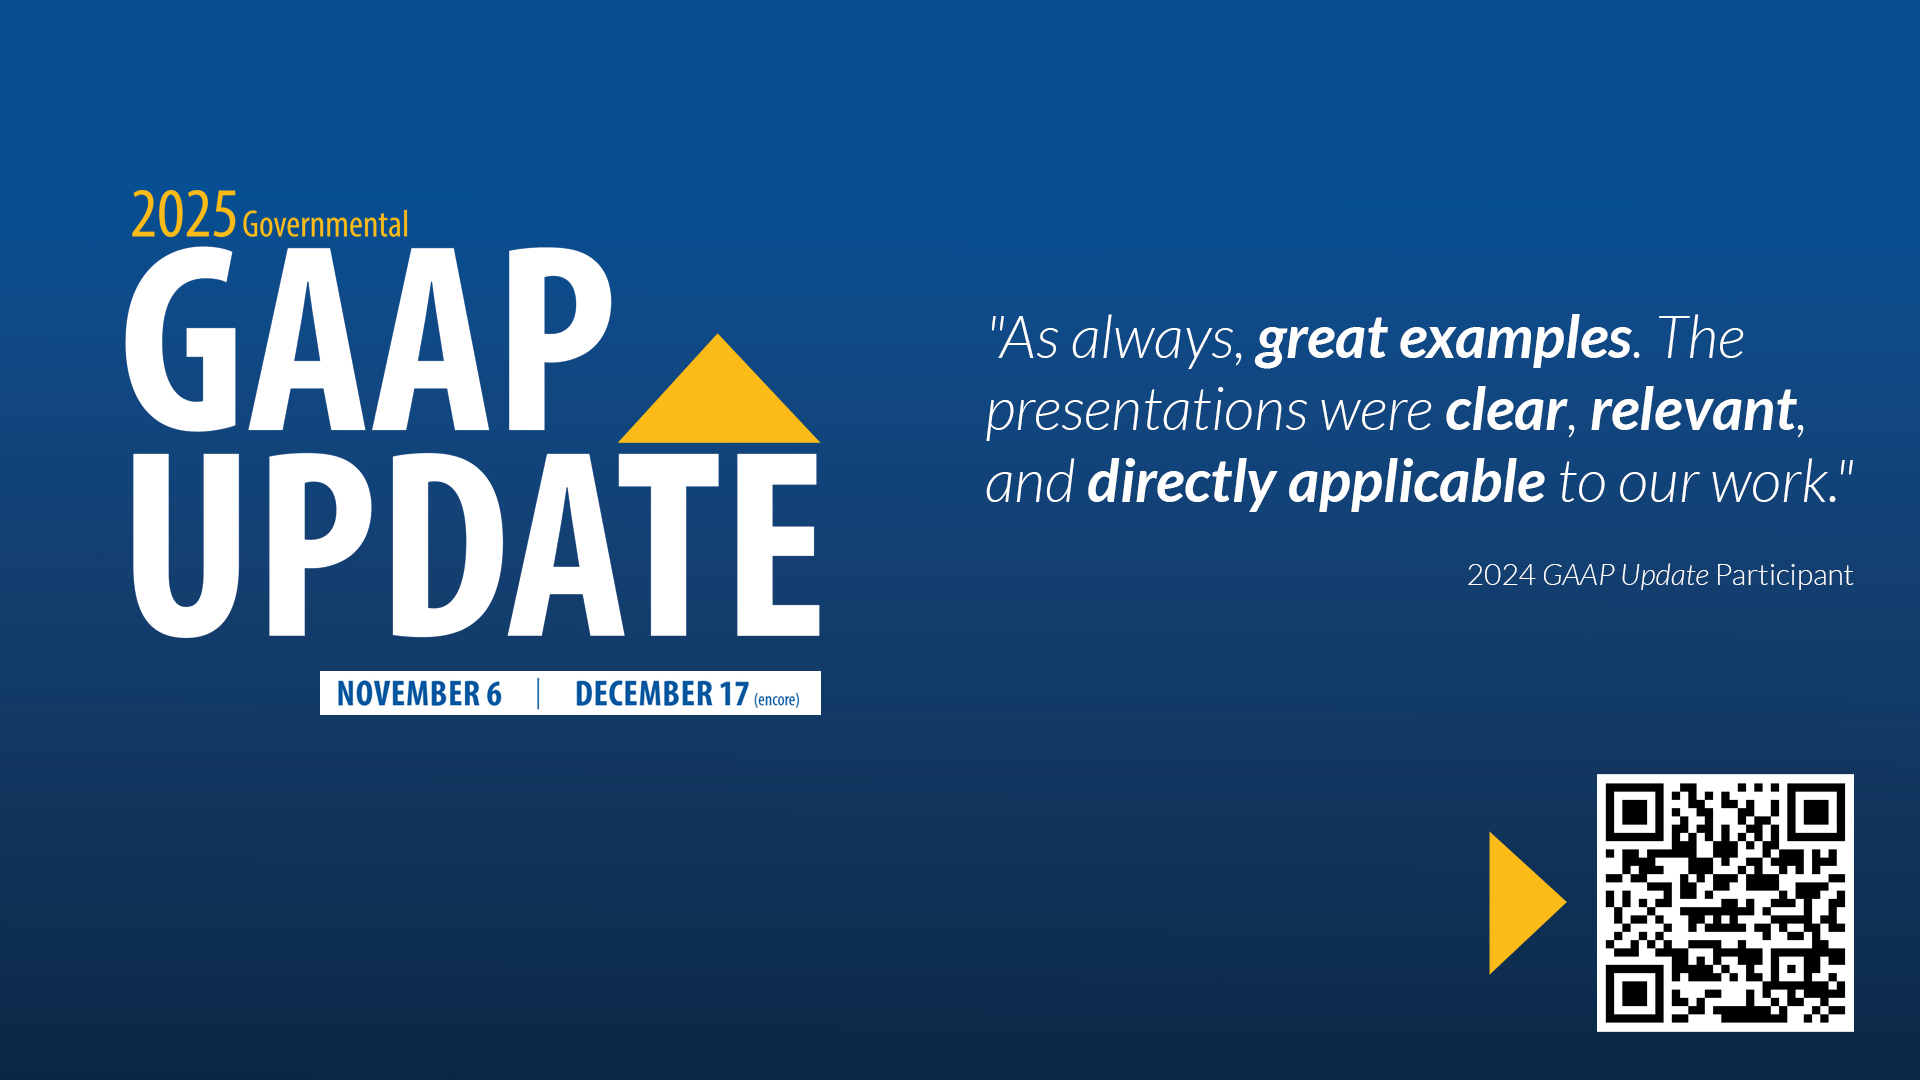 2025 Governmental
GAAP
UPDATE
NOVEMBER 6 | DECEMBER 17 (encore)
"As always, great examples. The
presentations were clear, relevant,
and directly applicable to our work."
2024 GAAP Update Participant